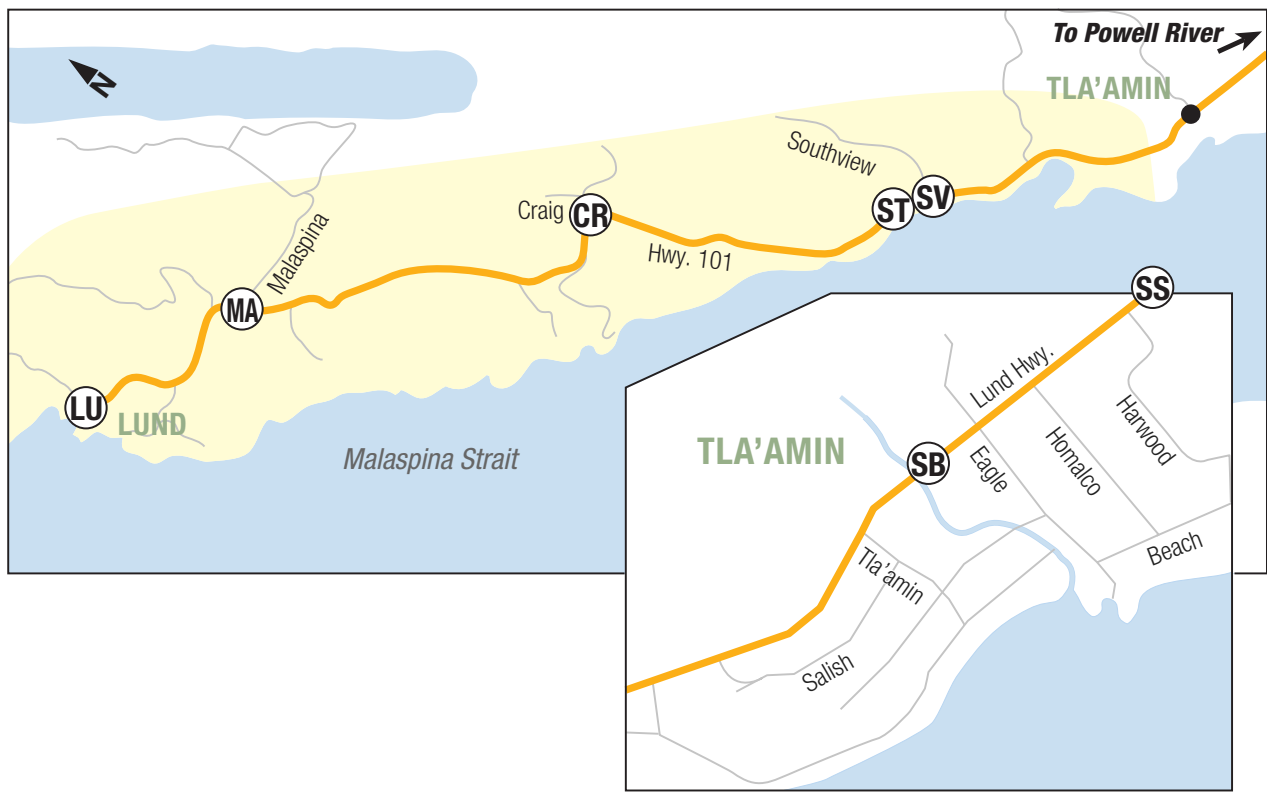 To Powell River
N
TLA'AMIN
Southview
ST
SV
Craig
CR
Hwy. 101
Malaspina
MA
LU
LUND
Malaspina Strait
SS
Lund Hwy.
TLA'AMIN
SB
Eagle
Homalco
Harwood
Beach
Tla'amin
Salish